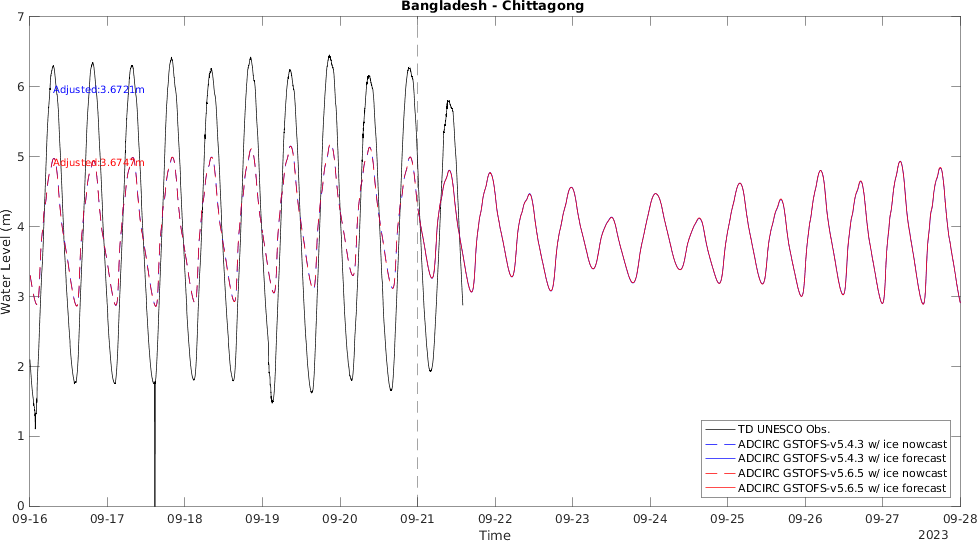 Bangladesh - Chittagong
7
6
5
4
3
2
1
0
Water Level (m)
Adjusted:3.6721m
Adjusted:3.6747m
TD UNESCO Obs.
ADCIRC GSTOFS-v5.4.3 w/ ice nowcast
ADCIRC GSTOFS-v5.4.3 w/ ice forecast
ADCIRC GSTOFS-v5.6.5 w/ ice nowcast
ADCIRC GSTOFS-v5.6.5 w/ ice forecast
09-16 09-17 09-18 09-19 09-20 09-21 09-22 09-23 09-24 09-25 09-26 09-27 09-28
Time
2023